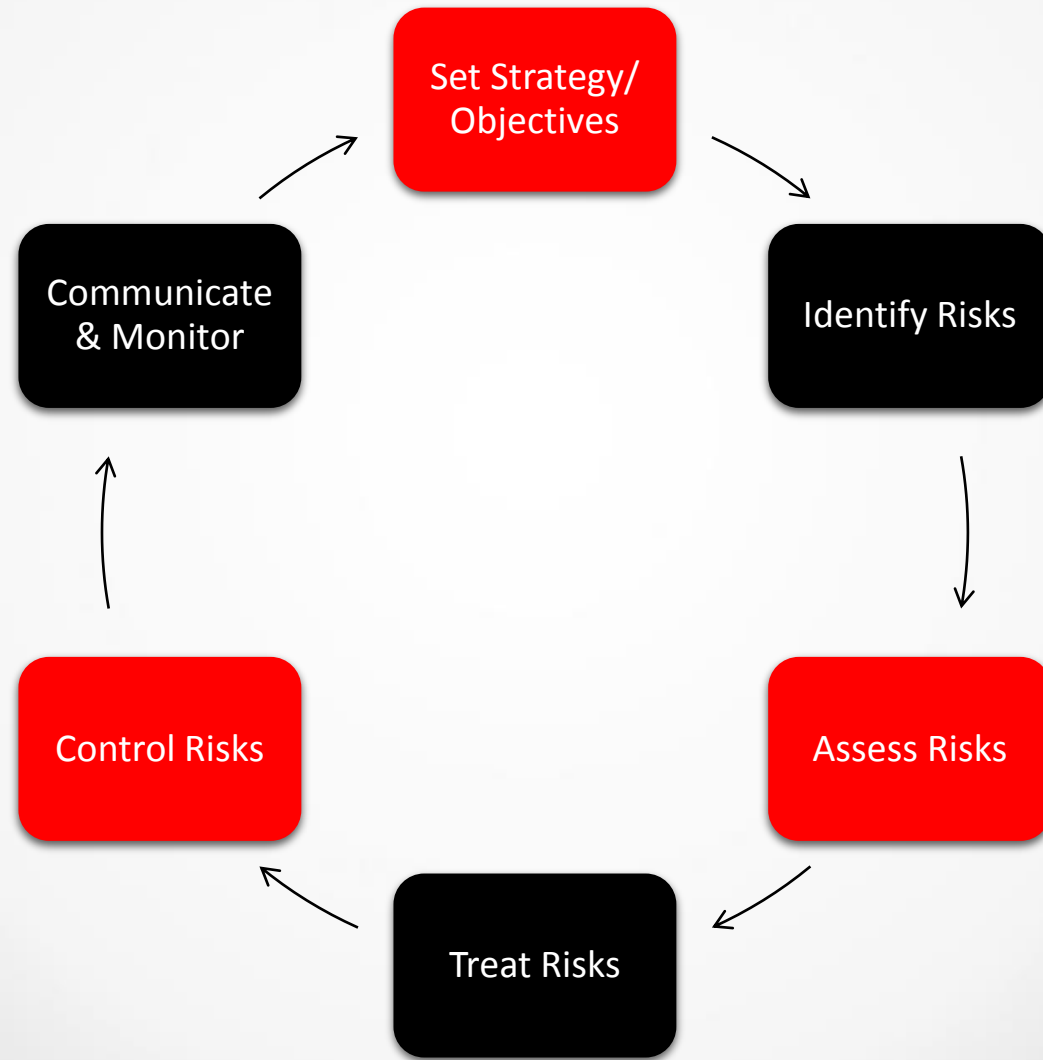 Set Strategy/
Objectives
Identify Risks
Assess Risks
Treat Risks
Control Risks
Communicate
& Monitor